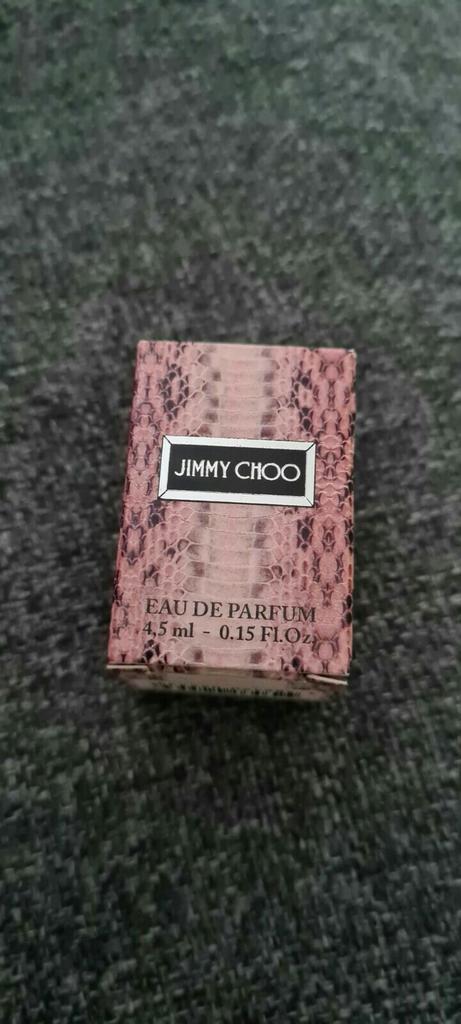 JIMMY CHOO
EAU DE PARFUM
4,5 ml - 0.15 Fl.Oz.